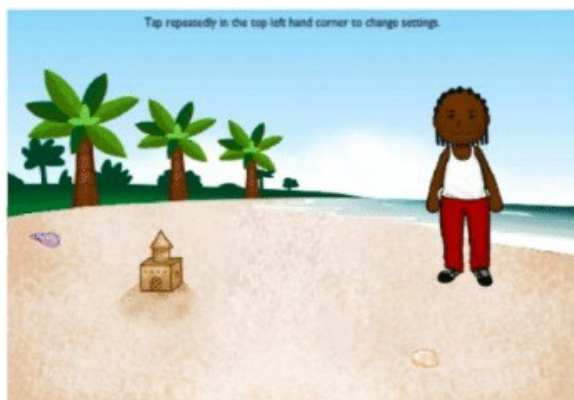 Tap repeatedly in the top left hand corner to change settings.